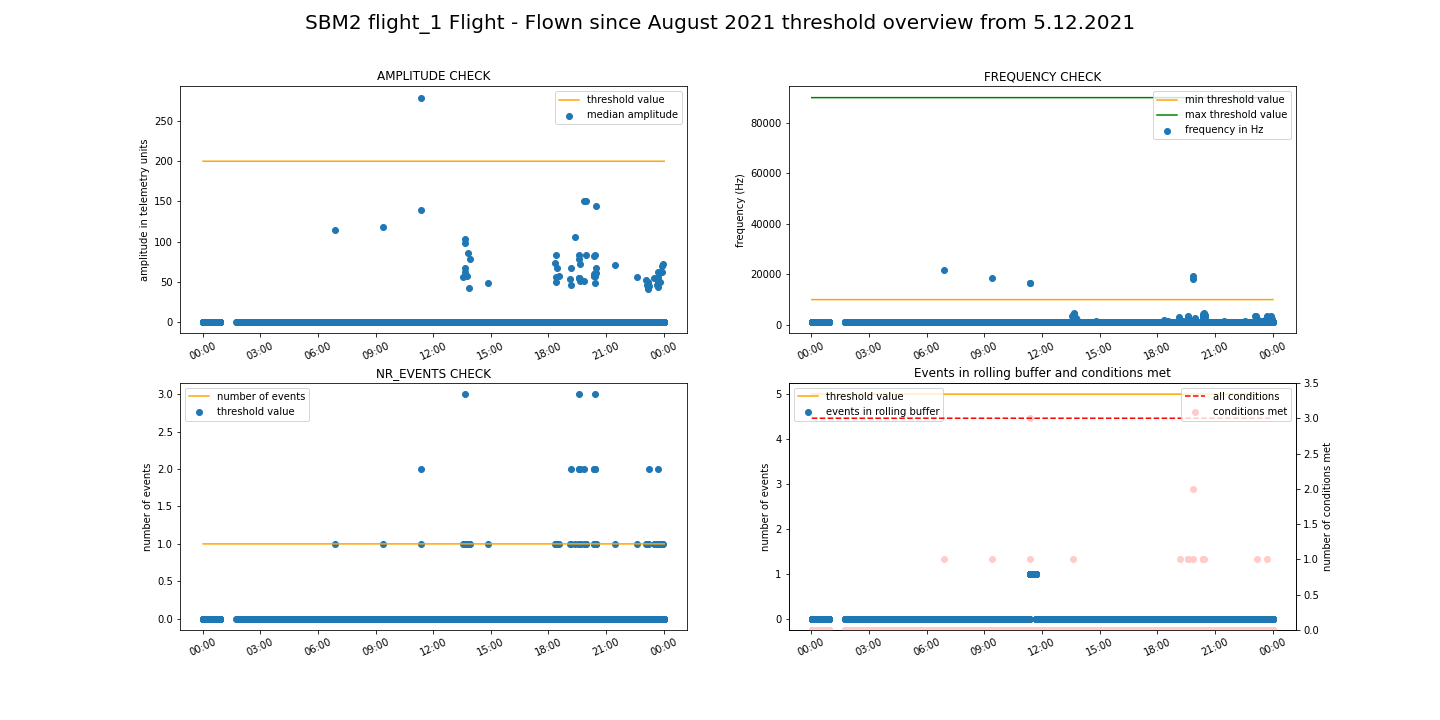 SBM2 flight_1 Flight - Flown since August 2021 threshold overview from 5.12.2021
AMPLITUDE CHECK
threshold value
median amplitude
amplitude in telemetry units
250
200
150
100
50
0
00:00 03:00 06:00 09:00 12:00 15:00 18:00 21:00 00:00
FREQUENCY CHECK
min threshold value
max threshold value
frequency in Hz
frequency (Hz)
80000
60000
40000
20000
0
00:00 03:00 06:00 09:00 12:00 15:00 18:00 21:00 00:00
NR_EVENTS CHECK
number of events
threshold value
number of events
3.0
2.5
2.0
1.5
1.0
0.5
0.0
00:00 03:00 06:00 09:00 12:00 15:00 18:00 21:00 00:00
Events in rolling buffer and conditions met
threshold value
events in rolling buffer
all conditions
conditions met
number of events
5
4
3
2
1
0
3.5
3.0
2.5
2.0
1.5
1.0
0.5
0.0
number of conditions met
00:00 03:00 06:00 09:00 12:00 15:00 18:00 21:00 00:00